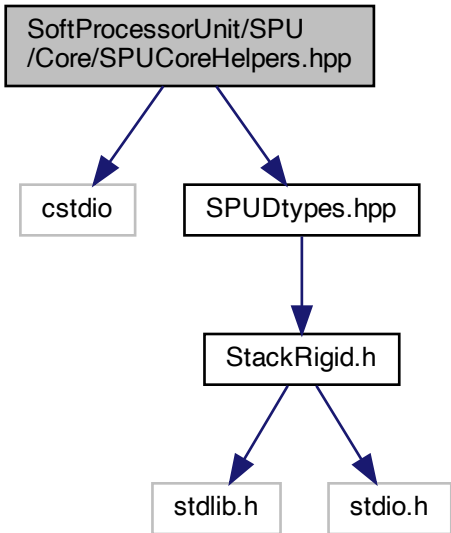 SoftProcessorUnit/SPU
/Core/SPUCoreHelpers.hpp
cstdio
SPUDtypes.hpp
StackRigid.h
stdlib.h
stdio.h